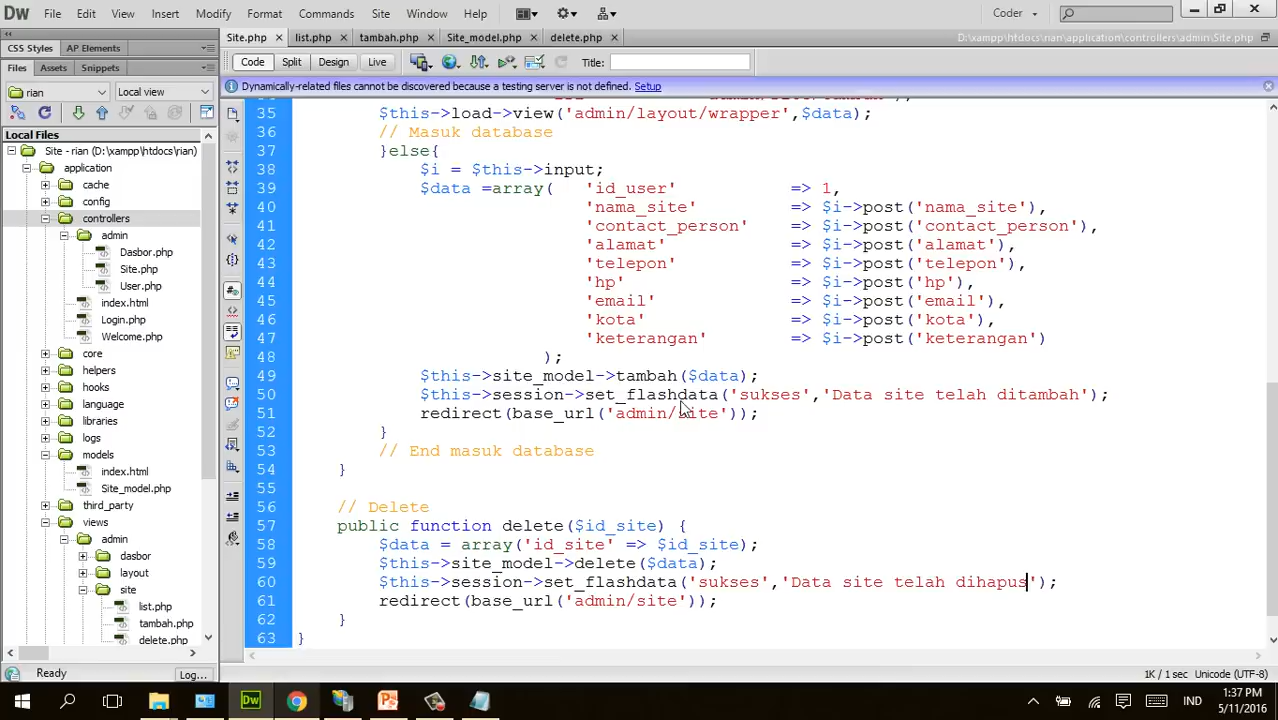 Dw File Edit View Insert Modify Format Commands Site Window Help Coder
Site.php list.php tambah.php Site_model.php delete.php D:\xampp\htdocs\rian\application\controllers\admin\Site.php
Code Split Design Live Title:
Dynamically-related files cannot be discovered because a testing server is not defined. Setup
CSS Styles AP Elements
Files Assets Snippets
rian Local view
Local Files
Site - rian (D:\xampp\htdocs\rian)
application
cache
config
controllers
admin
Dasbor.php
Site.php
User.php
index.html
Login.php
Welcome.php
core
helpers
hooks
language
libraries
logs
models
index.html
Site_model.php
third_party
views
admin
dasbor
layout
site
list.php
tambah.php
delete.php
Ready Log...
35 $this->load->view('admin/layout/wrapper',$data);
36 // Masuk database
37 }else{
38 $i = $this->input;
39 $data =array( 'id_user' => 1,
40 'nama_site' => $i->post('nama_site'),
41 'contact_person' => $i->post('contact_person'),
42 'alamat' => $i->post('alamat'),
43 'telepon' => $i->post('telepon'),
44 'hp' => $i->post('hp'),
45 'email' => $i->post('email'),
46 'kota' => $i->post('kota'),
47 'keterangan' => $i->post('keterangan')
48 );
49 $this->site_model->tambah($data);
50 $this->session->set_flashdata('sukses','Data site telah ditambah');
51 redirect(base_url('admin/site'));
52 }
53 // End masuk database
54 }
55
56 // Delete
57 public function delete($id_site) {
58 $data = array('id_site' => $id_site);
59 $this->site_model->delete($data);
60 $this->session->set_flashdata('sukses','Data site telah dihapus');
61 redirect(base_url('admin/site'));
62 }
63 }
1K / 1 sec Unicode (UTF-8)
Dw IND 1:37 PM
5/11/2016